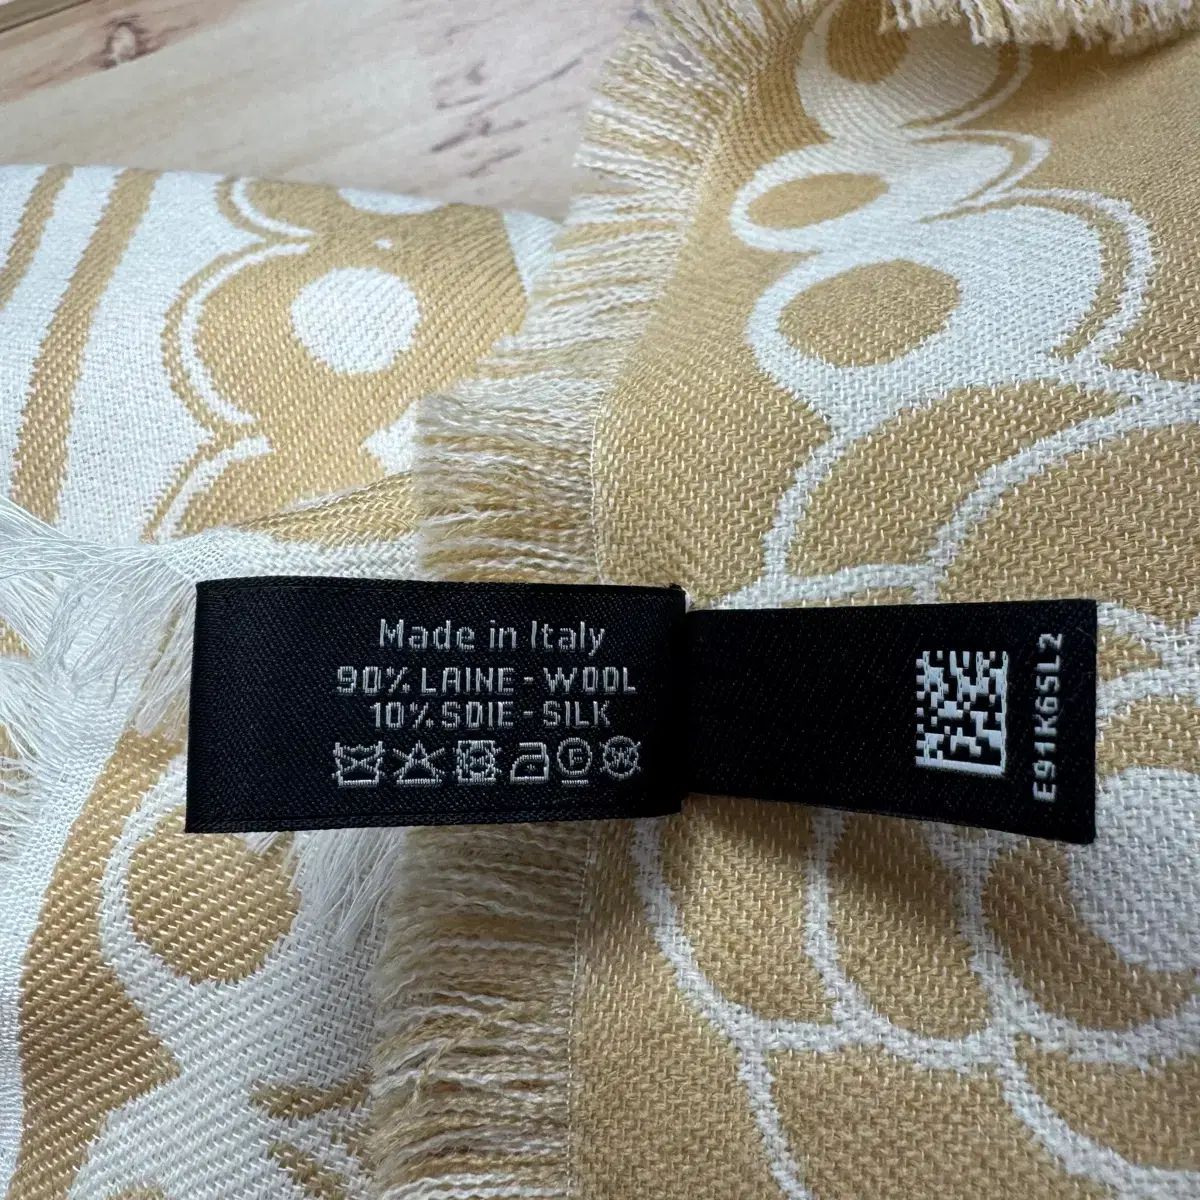 Made in Italy
90% LAINE - WOOL
10% SOIE - SILK
E91K6SL2